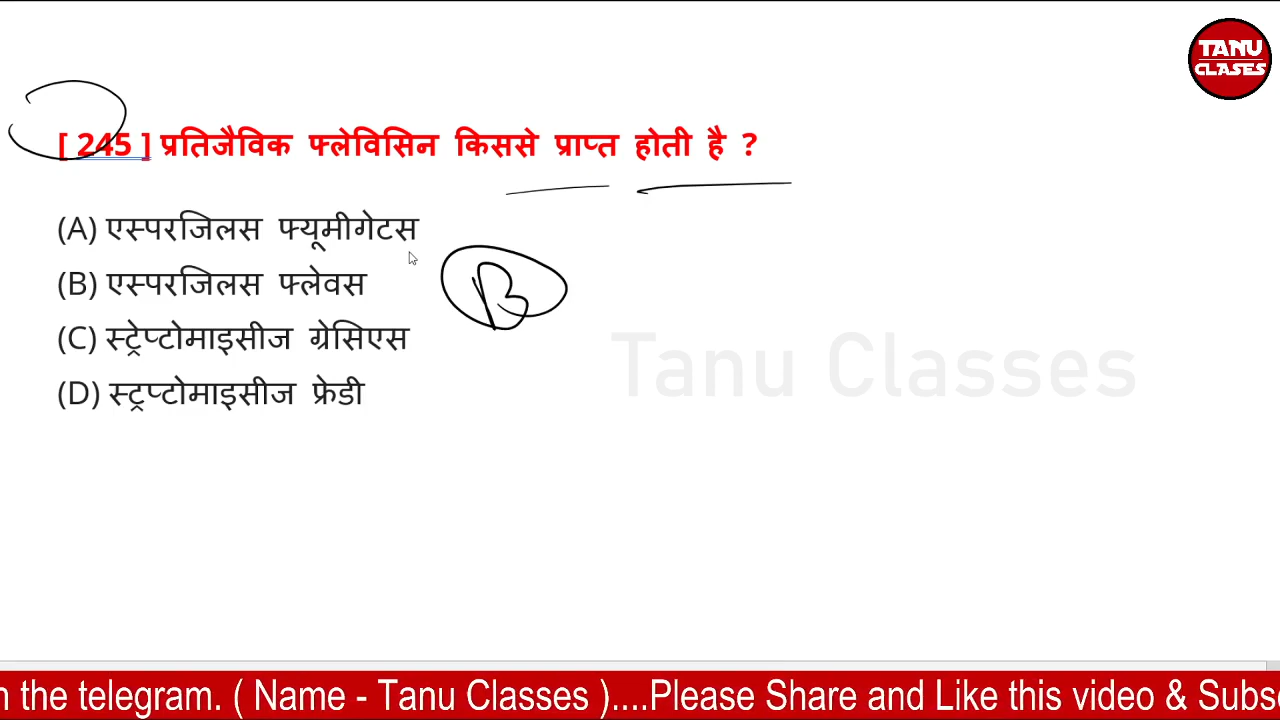 TANU
CLASES
[ 245 ] प्रतिजैविक फ्लेविसिन किससे प्राप्त होती है ?
(A) एस्परजिलस फ्यूमीगेटस
(B) एस्परजिलस फ्लेवस
B
(C) स्ट्रेप्टोमाइसीज ग्रेसिएस
(D) स्ट्रप्टोमाइसीज फ्रेडी
Tanu Classes
n the telegram. ( Name - Tanu Classes )....Please Share and Like this video & Subs